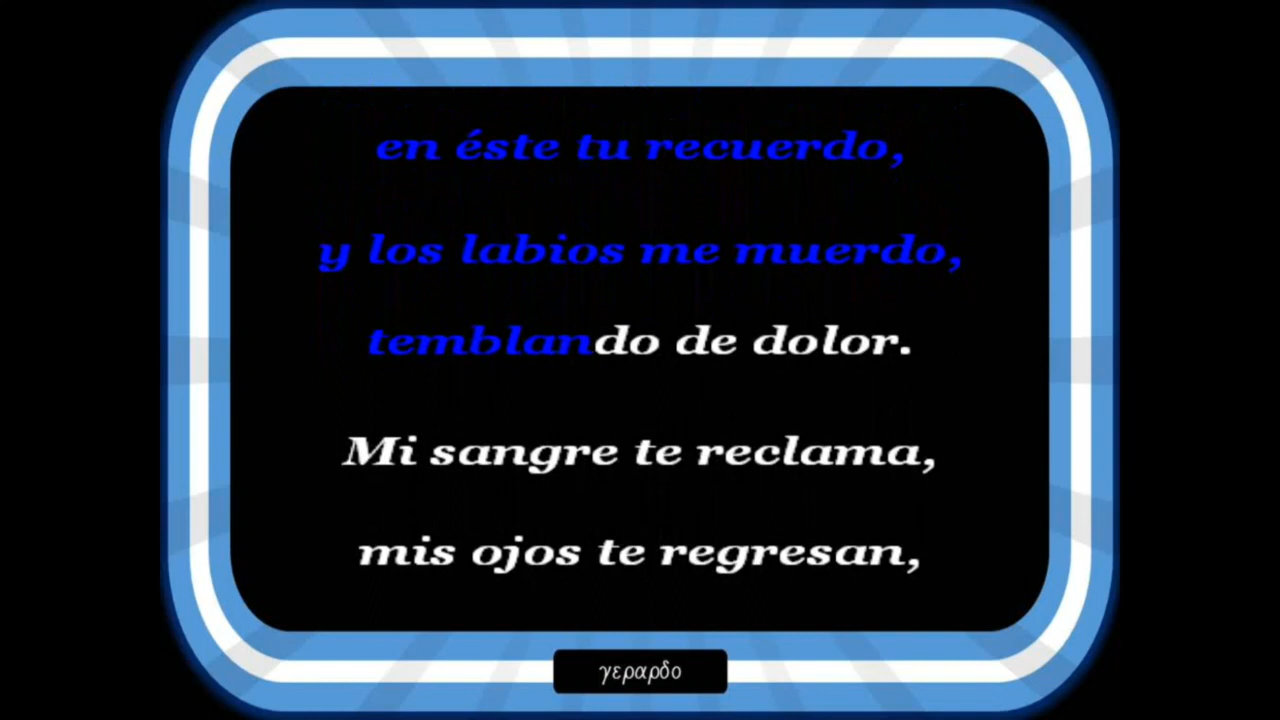 en éste tu recuerdo,
y los labios me muerdo,
temblando de dolor.
Mi sangre te reclama,
mis ojos te regresan,
γεραρδο